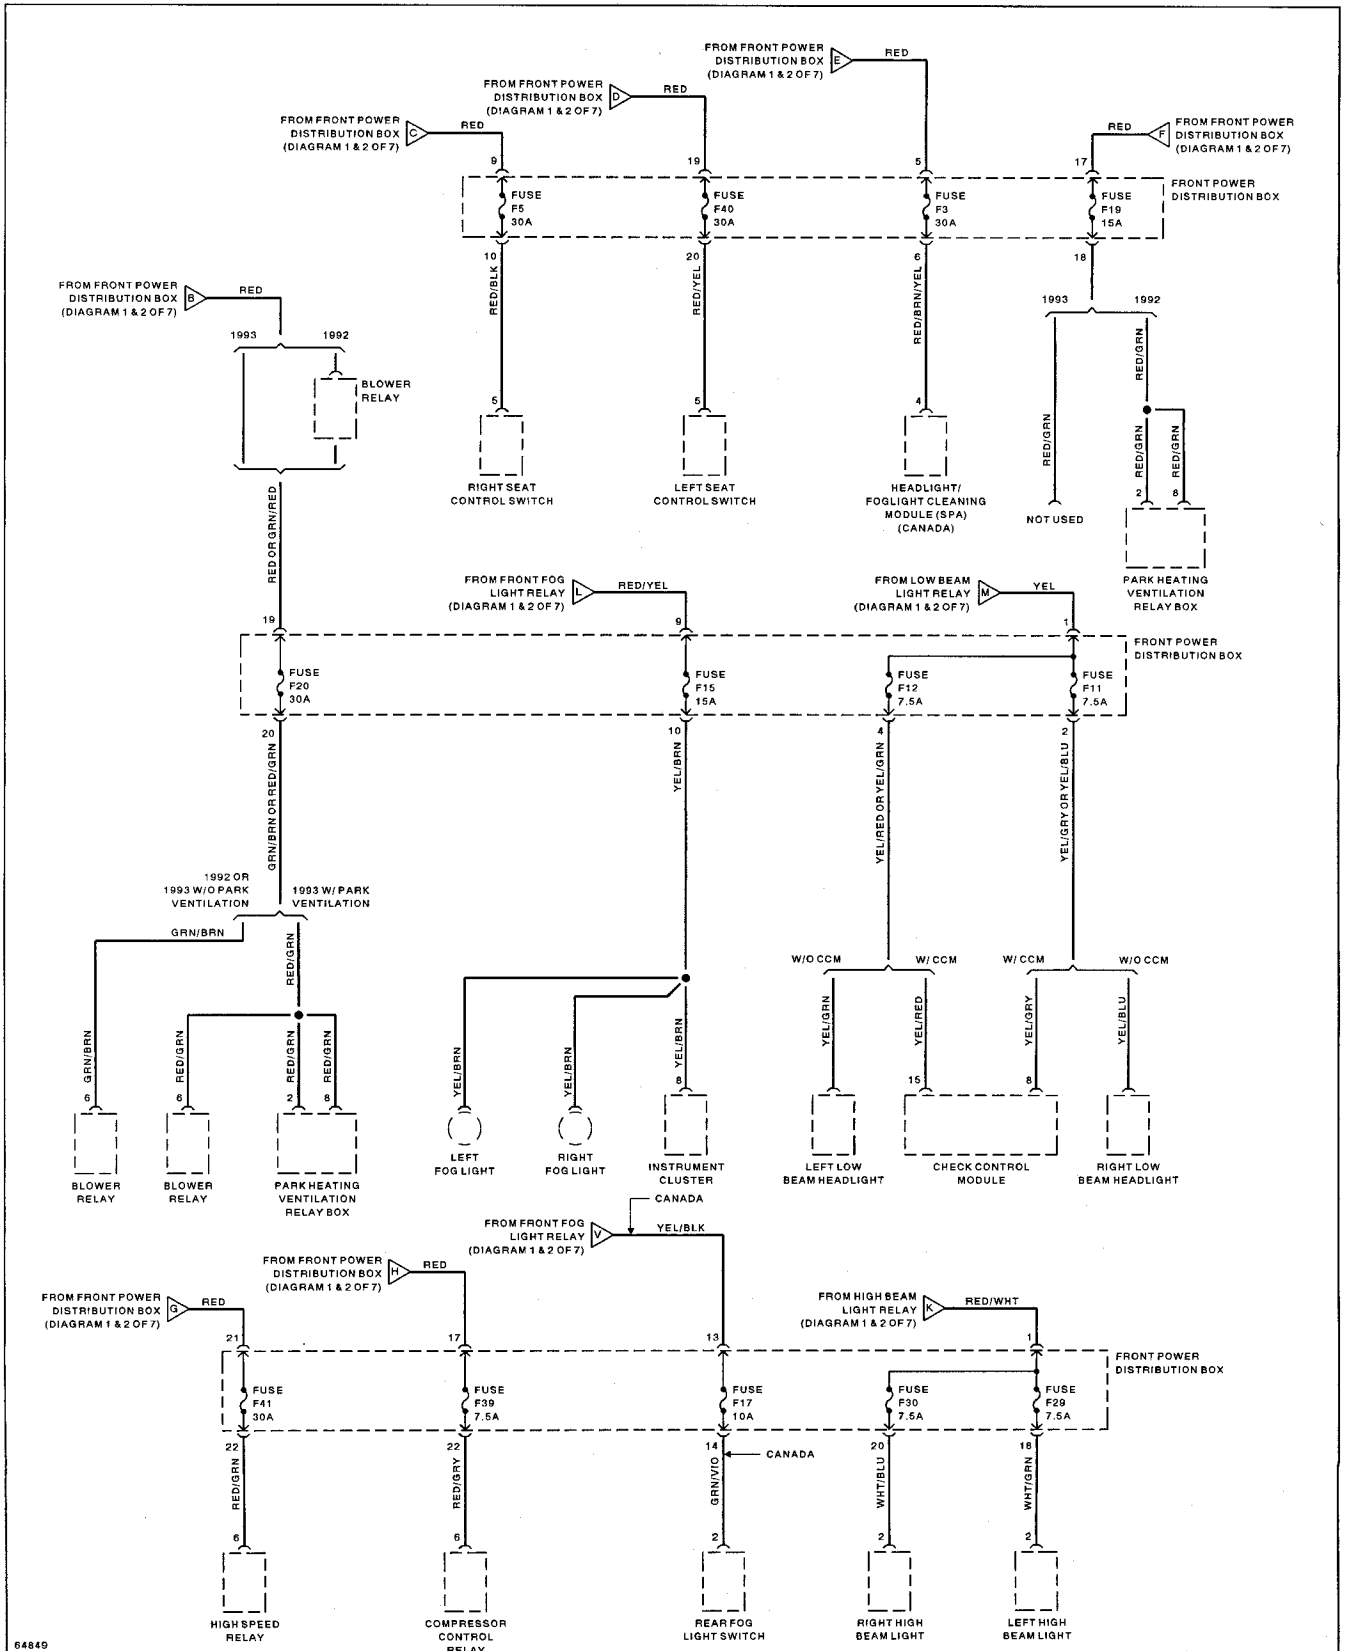 FROM FRONT POWER
DISTRIBUTION BOX
(DIAGRAM 1 & 2 OF 7)
E
RED
FROM FRONT POWER
DISTRIBUTION BOX
(DIAGRAM 1 & 2 OF 7)
D
RED
FROM FRONT POWER
DISTRIBUTION BOX
(DIAGRAM 1 & 2 OF 7)
C
RED
RED
F
FROM FRONT POWER
DISTRIBUTION BOX
(DIAGRAM 1 & 2 OF 7)
9
19
5
17
FUSE
F5
30A
FUSE
F40
30A
FUSE
F3
30A
FUSE
F19
15A
FRONT POWER
DISTRIBUTION BOX
10
20
6
18
RED/BLK
RED/YEL
RED/BRN/YEL
FROM FRONT POWER
DISTRIBUTION BOX
(DIAGRAM 1 & 2 OF 7)
B
RED
1993
1992
1993
1992
RED/GRN
BLOWER
RELAY
5
5
4
RED/GRN
RED/GRN
RED/GRN
RIGHT SEAT
CONTROL SWITCH
LEFT SEAT
CONTROL SWITCH
HEADLIGHT/
FOGLIGHT CLEANING
MODULE (SPA)
(CANADA)
2
8
NOT USED
PARK HEATING
VENTILATION
RELAY BOX
RED OR GRN/RED
FROM FRONT FOG
LIGHT RELAY
(DIAGRAM 1 & 2 OF 7)
L
RED/YEL
FROM LOW BEAM
LIGHT RELAY
(DIAGRAM 1 & 2 OF 7)
M
YEL
19
9
1
FRONT POWER
DISTRIBUTION BOX
FUSE
F20
30A
FUSE
F15
15A
FUSE
F12
7.5A
FUSE
F11
7.5A
20
10
4
2
GRN/BRN OR RED/GRN
YEL/BRN
YEL/RED OR YEL/GRN
YEL/GRY OR YEL/BLU
1992 OR
1993 W/O PARK
VENTILATION
1993 W/ PARK
VENTILATION
GRN/BRN
RED/GRN
W/O CCM
W/ CCM
W/ CCM
W/O CCM
GRN/BRN
RED/GRN
RED/GRN
RED/GRN
YEL/BRN
YEL/BRN
YEL/BRN
YEL/GRN
YEL/RED
YEL/GRY
YEL/BLU
6
6
2
8
8
15
8
BLOWER
RELAY
BLOWER
RELAY
PARK HEATING
VENTILATION
RELAY BOX
LEFT
FOG LIGHT
RIGHT
FOG LIGHT
INSTRUMENT
CLUSTER
LEFT LOW
BEAM HEADLIGHT
CHECK CONTROL
MODULE
RIGHT LOW
BEAM HEADLIGHT
CANADA
FROM FRONT FOG
LIGHT RELAY
(DIAGRAM 1 & 2 OF 7)
V
YEL/BLK
FROM FRONT POWER
DISTRIBUTION BOX
(DIAGRAM 1 & 2 OF 7)
H
RED
FROM FRONT POWER
DISTRIBUTION BOX
(DIAGRAM 1 & 2 OF 7)
G
RED
FROM HIGH BEAM
LIGHT RELAY
(DIAGRAM 1 & 2 OF 7)
K
RED/WHT
21
17
13
1
FRONT POWER
DISTRIBUTION BOX
FUSE
F41
30A
FUSE
F39
7.5A
FUSE
F17
10A
FUSE
F30
7.5A
FUSE
F29
7.5A
22
22
14
CANADA
20
18
RED/GRN
RED/GRY
GRN/VIO
WHT/BLU
WHT/GRN
6
6
2
2
2
HIGH SPEED
RELAY
COMPRESSOR
CONTROL
RELAY
REAR FOG
LIGHT SWITCH
RIGHT HIGH
BEAM LIGHT
LEFT HIGH
BEAM LIGHT
64849